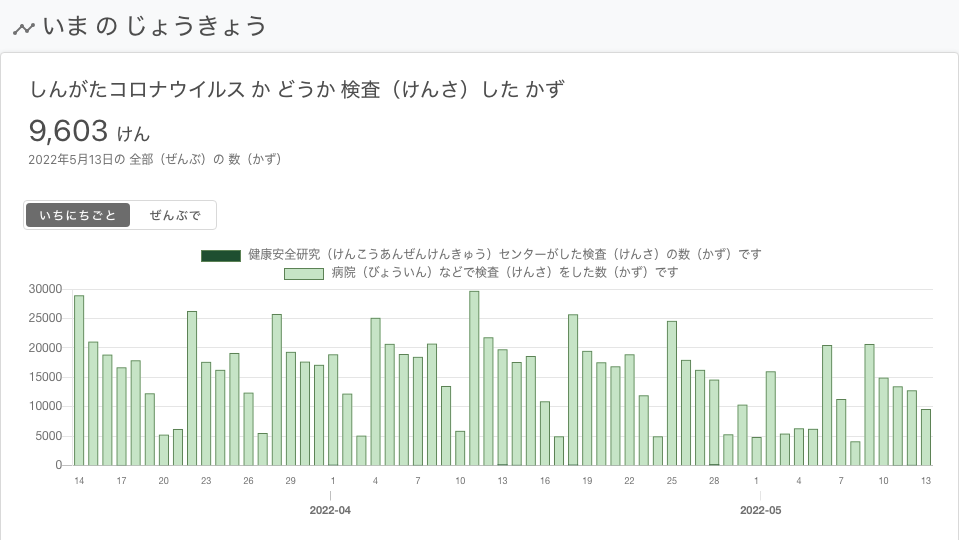 いま の じょうきょう
しんがたコロナウイルス か どうか 検査（けんさ）した かず
9,603 けん
2022年5月13日の 全部（ぜんぶ）の 数（かず）
いちにちごと ぜんぶで
健康安全研究（けんこうあんぜんけんきゅう）センターがした検査（けんさ）の数（かず）です
病院（びょういん）などで検査（けんさ）をした数（かず）です
30000
25000
20000
15000
10000
5000
0
14 17 20 23 26 29 1 4 7 10 13 16 19 22 25 28 1 4 7 10 13
2022-04 2022-05